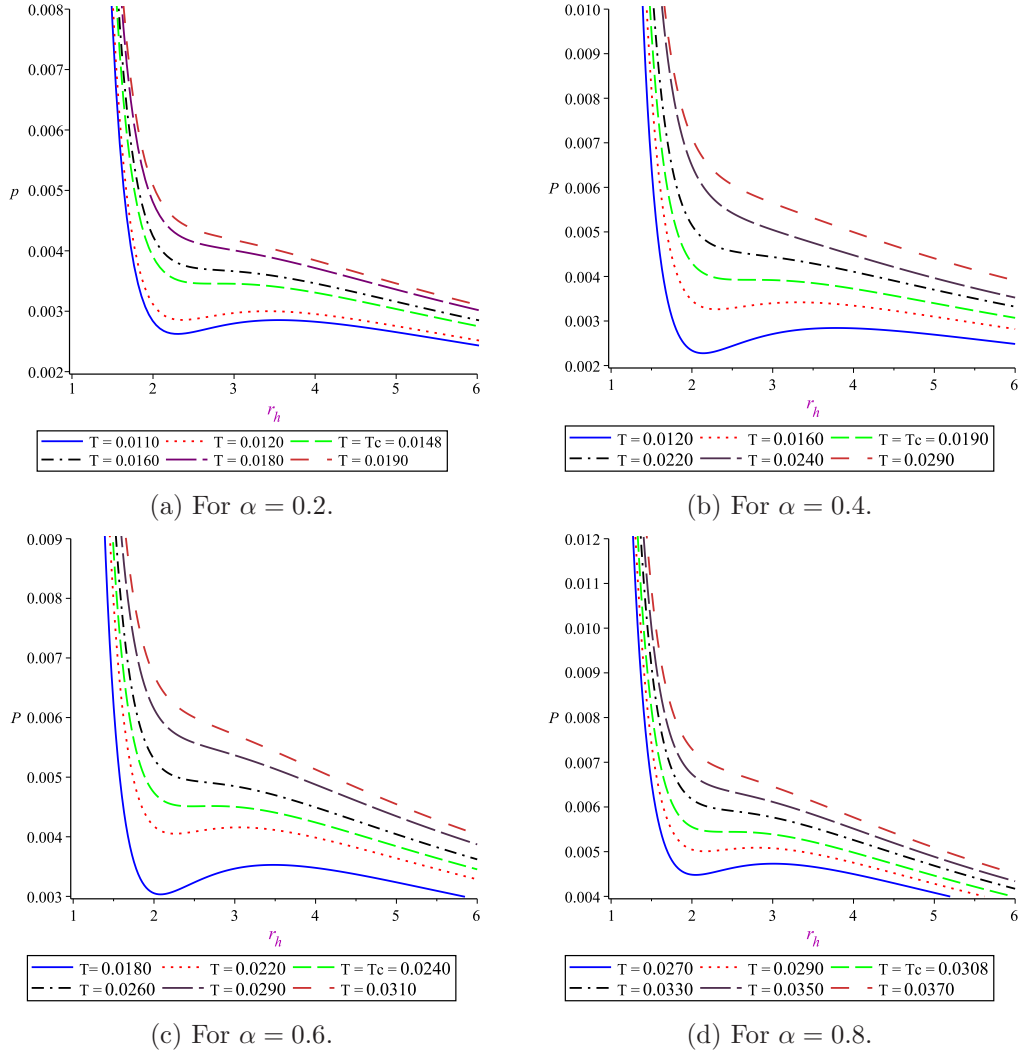 0.008
0.007
0.006
p 0.005
0.004
0.003
0.002
1 2 3 4 5 6
r_h
T = 0.0110 T = 0.0120 T = Tc = 0.0148
T = 0.0160 T = 0.0180 T = 0.0190
(a) For α = 0.2.
0.010
0.009
0.008
0.007
P 0.006
0.005
0.004
0.003
0.002
1 2 3 4 5 6
r_h
T = 0.0120 T = 0.0160 T = Tc = 0.0190
T = 0.0220 T = 0.0240 T = 0.0290
(b) For α = 0.4.
0.009
0.008
0.007
P 0.006
0.005
0.004
0.003
1 2 3 4 5 6
r_h
T= 0.0180 T = 0.0220 T = Tc = 0.0240
T = 0.0260 T = 0.0290 T = 0.0310
(c) For α = 0.6.
0.012
0.011
0.010
0.009
P 0.008
0.007
0.006
0.005
0.004
1 2 3 4 5 6
r_h
T = 0.0270 T = 0.0290 T = Tc = 0.0308
T = 0.0330 T = 0.0350 T = 0.0370
(d) For α = 0.8.